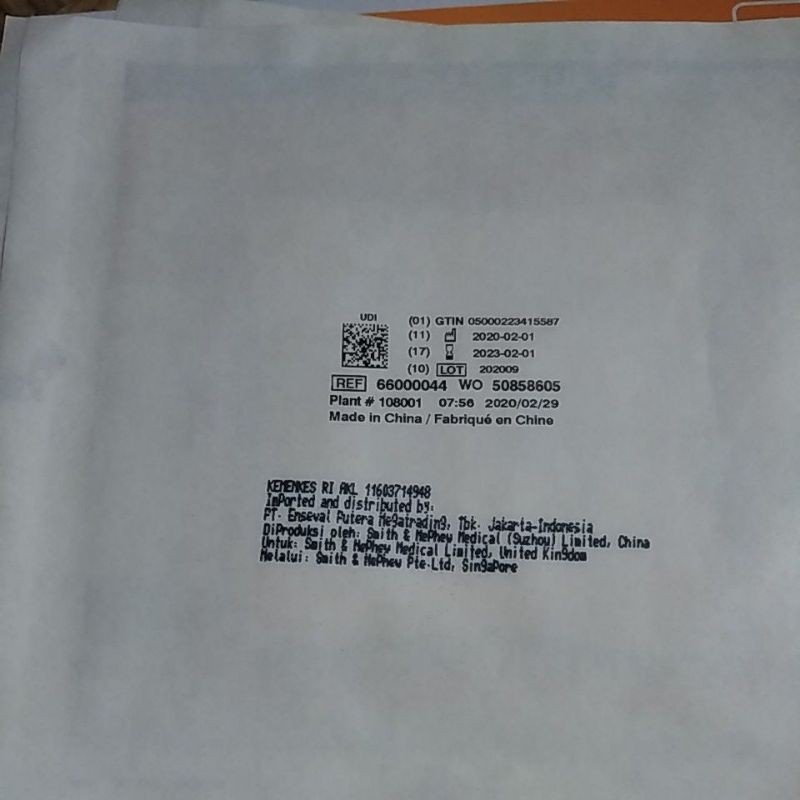 UDI
(01) GTIN 05000223415587
(11) 2020-02-01
(17) 2023-02-01
(10) LOT 202009
REF 66000044 WO 50858605
Plant # 108001 07:56 2020/02/29
Made in China / Fabriqué en Chine
KEMENKES RI AKL 11603714948
Imported and distributed by:
PT. Enseval Putera Megatrading, Tbk. Jakarta-Indonesia
Diproduksi oleh: Smith & Nephew Medical (Suzhou) Limited, China
Untuk: Smith & Nephew Medical Limited, United Kingdom
Melalui: Smith & Nephew Pte.Ltd, Singapore